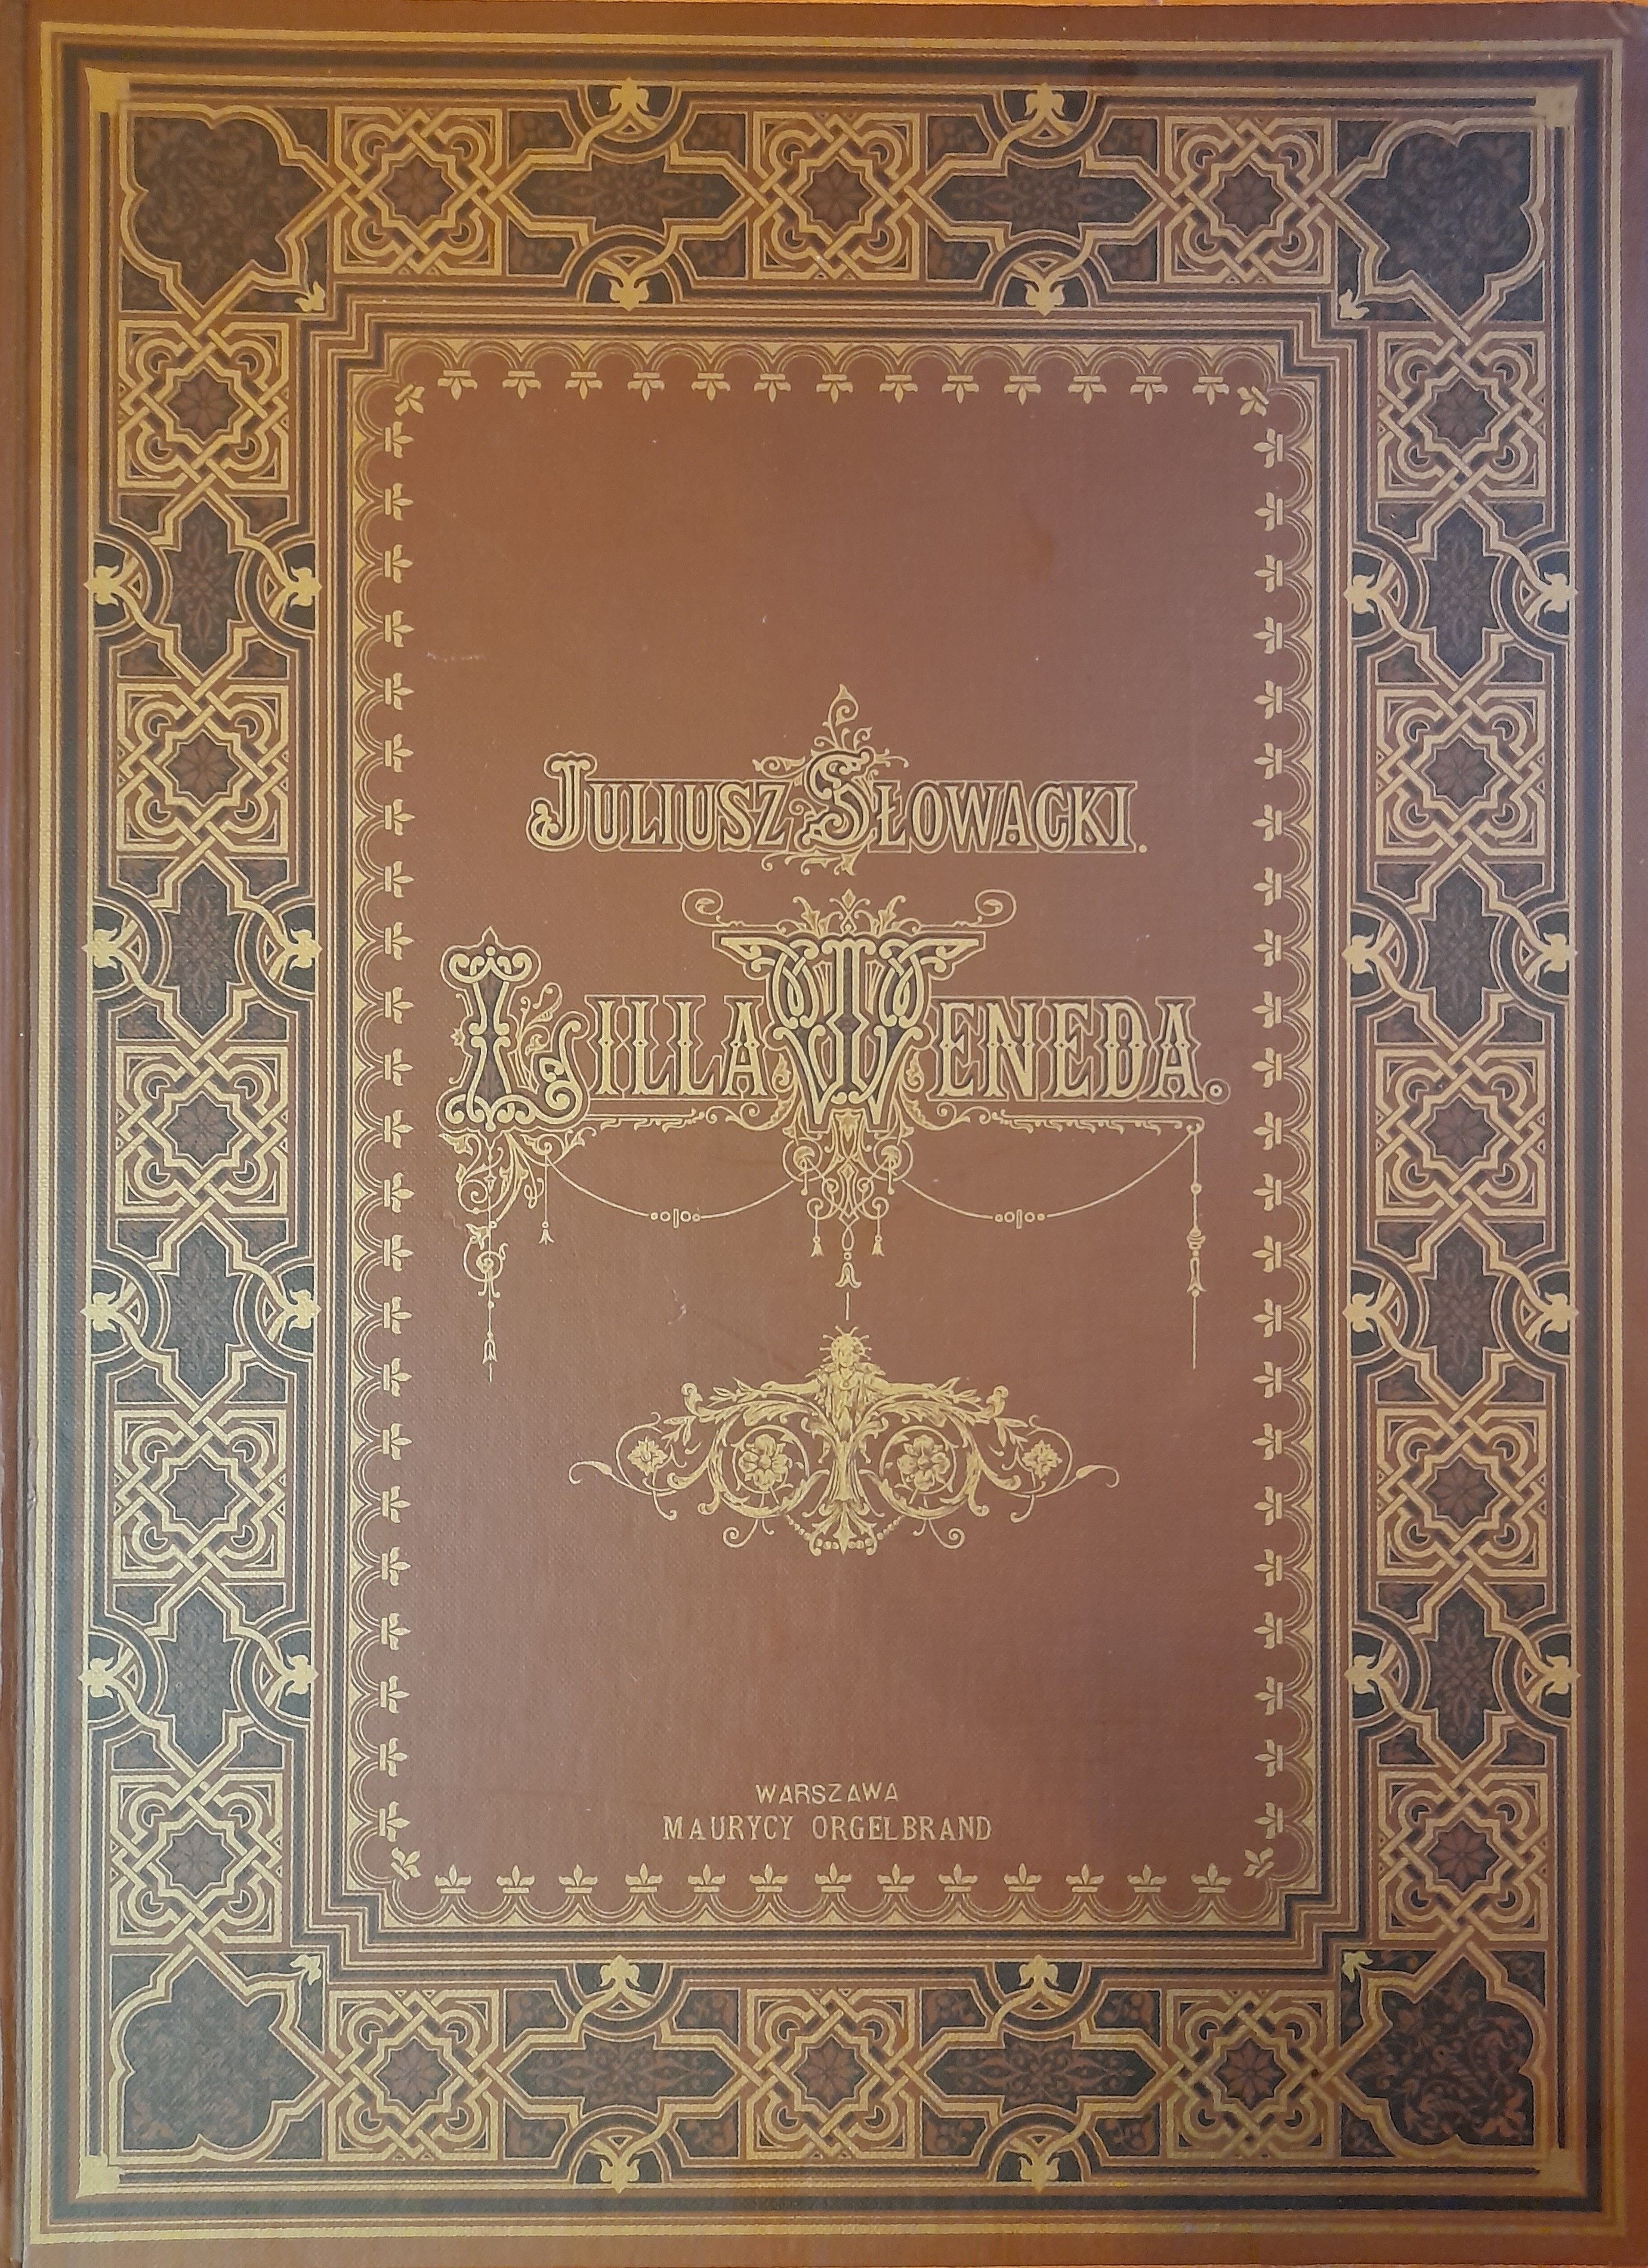 JULIUSZ SŁOWACKI.
LILLA WENEDA.
WARSZAWA
MAURYCY ORGELBRAND